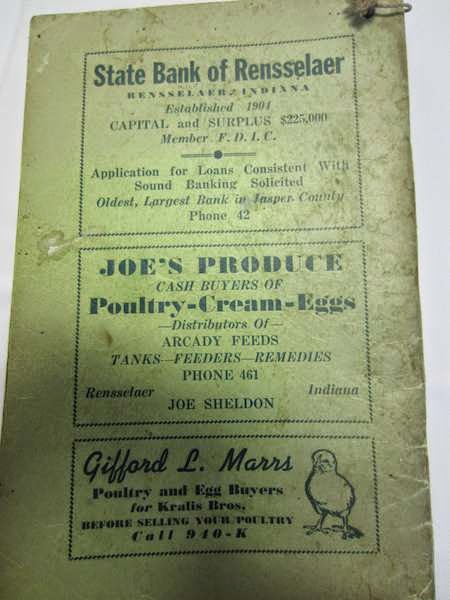 State Bank of Rensselaer
RENSSELAER, INDIANA
Established 1904
CAPITAL and SURPLUS $225,000
Member F. D. I. C.
Application for Loans Consistent With
Sound Banking Solicited
Oldest, Largest Bank in Jasper County
Phone 42
JOE'S PRODUCE
CASH BUYERS OF
Poultry-Cream-Eggs
—Distributors Of—
ARCADY FEEDS
TANKS—FEEDERS—REMEDIES
PHONE 461
Rensselaer Indiana
JOE SHELDON
Gifford L. Marrs
Poultry and Egg Buyers
for Kralis Bros.
BEFORE SELLING YOUR POULTRY
Call 940-K